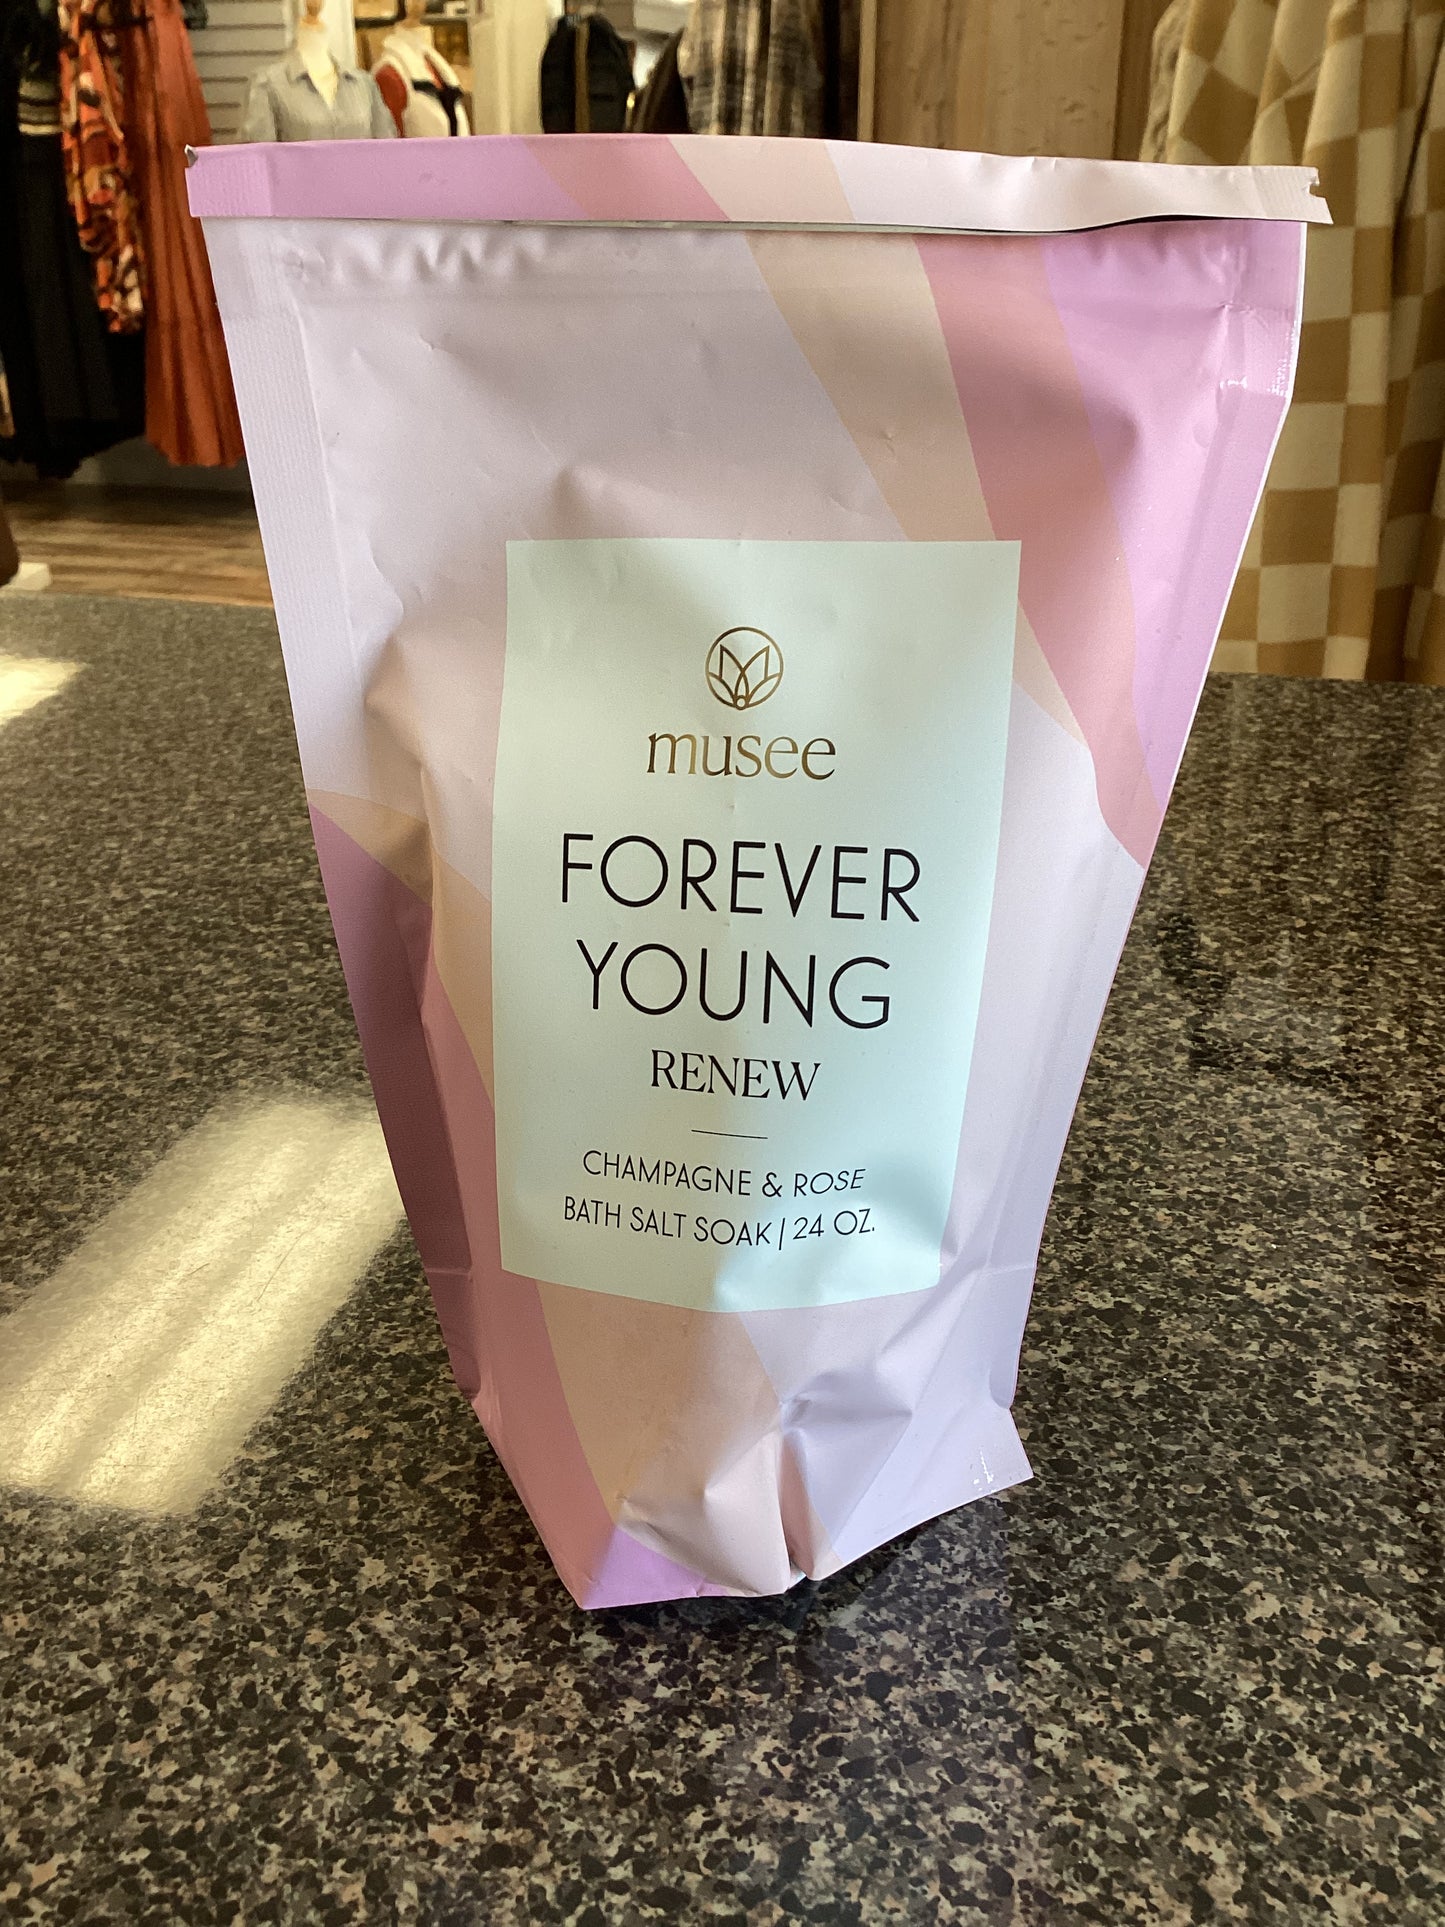 musee
FOREVER
YOUNG
RENEW
CHAMPAGNE & ROSE
BATH SALT SOAK | 24 OZ.